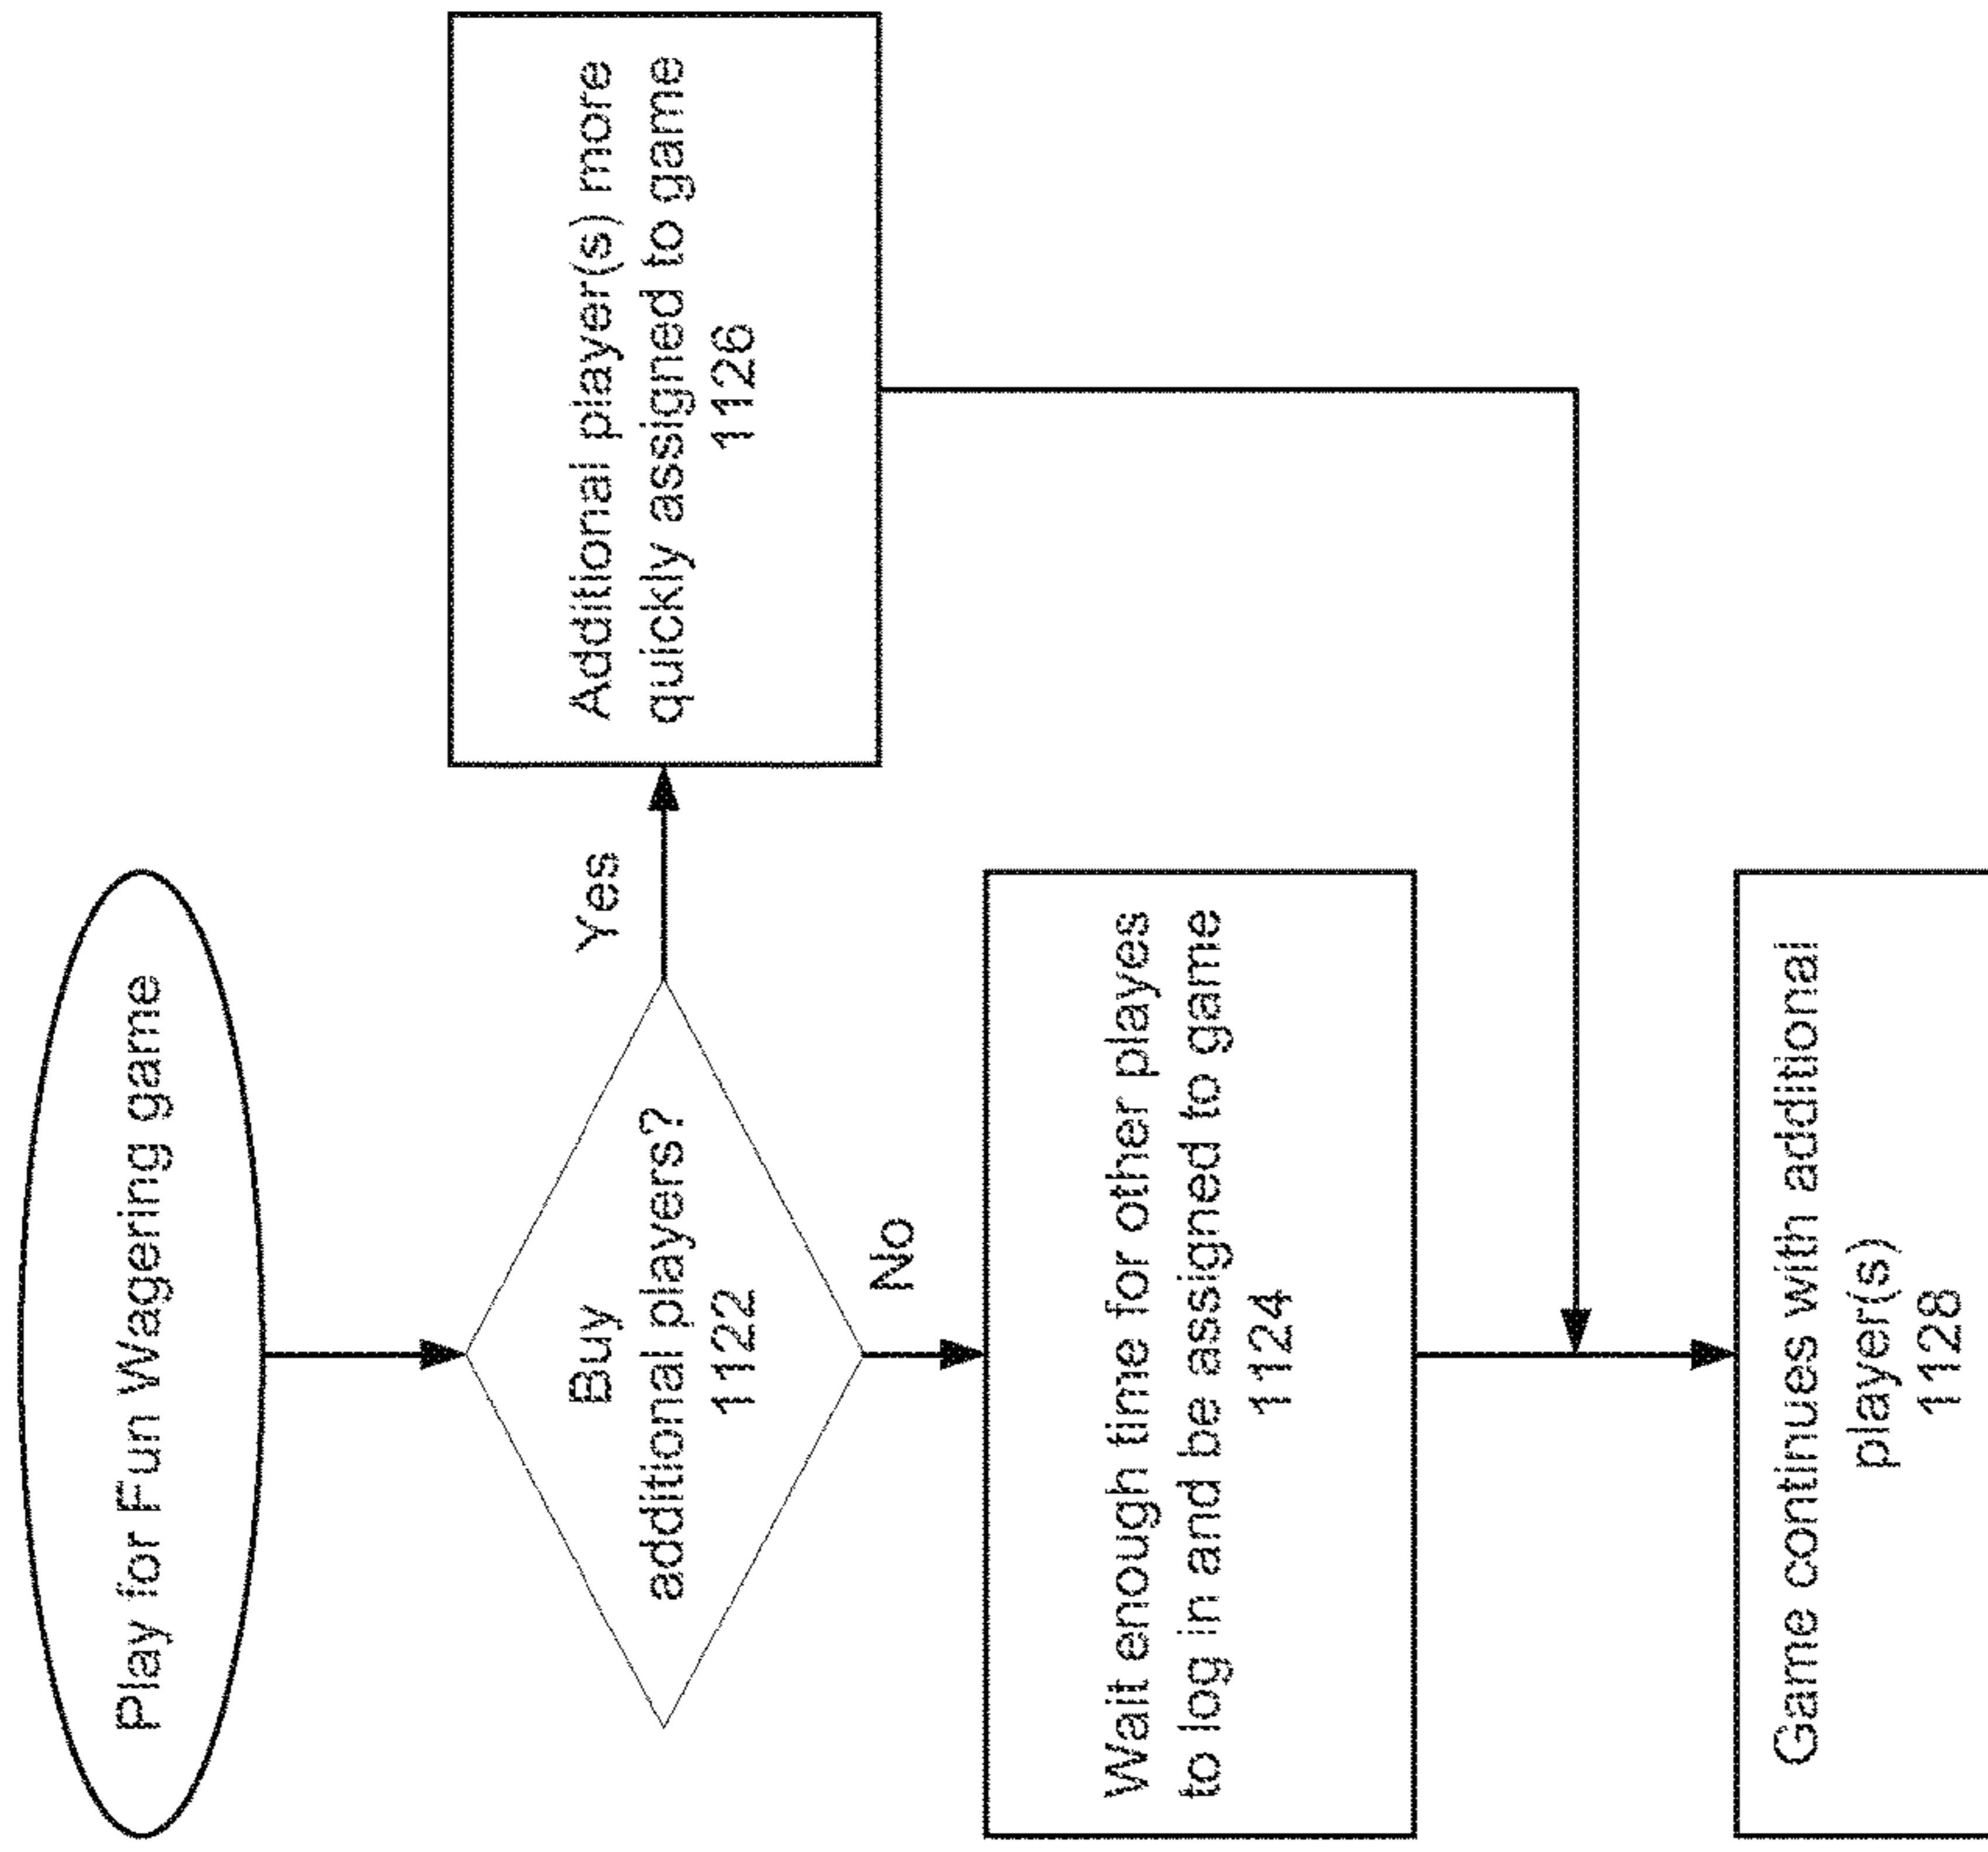 Play for Fun Wagering game
Buy
additional players?
1122
Yes
Additional player(s) more
quickly assigned to game
1126
No
Wait enough time for other playes
to log in and be assigned to game
1124
Game continues with additional
player(s)
1128